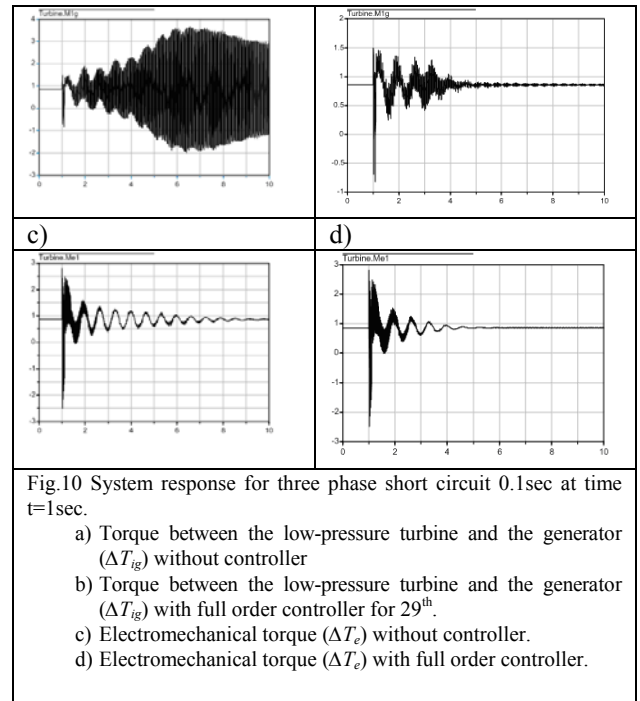 Turbine.M1g
4
3
2
1
0
-1
-2
-3
0 2 4 6 8 10
Turbine.M1g
2
1.5
1
0.5
0
-0.5
-1
0 2 4 6 8 10
c)
d)
Turbine.Me1
3
2
1
0
-1
-2
-3
0 2 4 6 8 10
Turbine.Me1
3
2
1
0
-1
-2
-3
0 2 4 6 8 10
Fig.10 System response for three phase short circuit 0.1sec at time
t=1sec.
a) Torque between the low-pressure turbine and the generator
(ΔTig) without controller
b) Torque between the low-pressure turbine and the generator
(ΔTig) with full order controller for 29th.
c) Electromechanical torque (ΔTe) without controller.
d) Electromechanical torque (ΔTe) with full order controller.